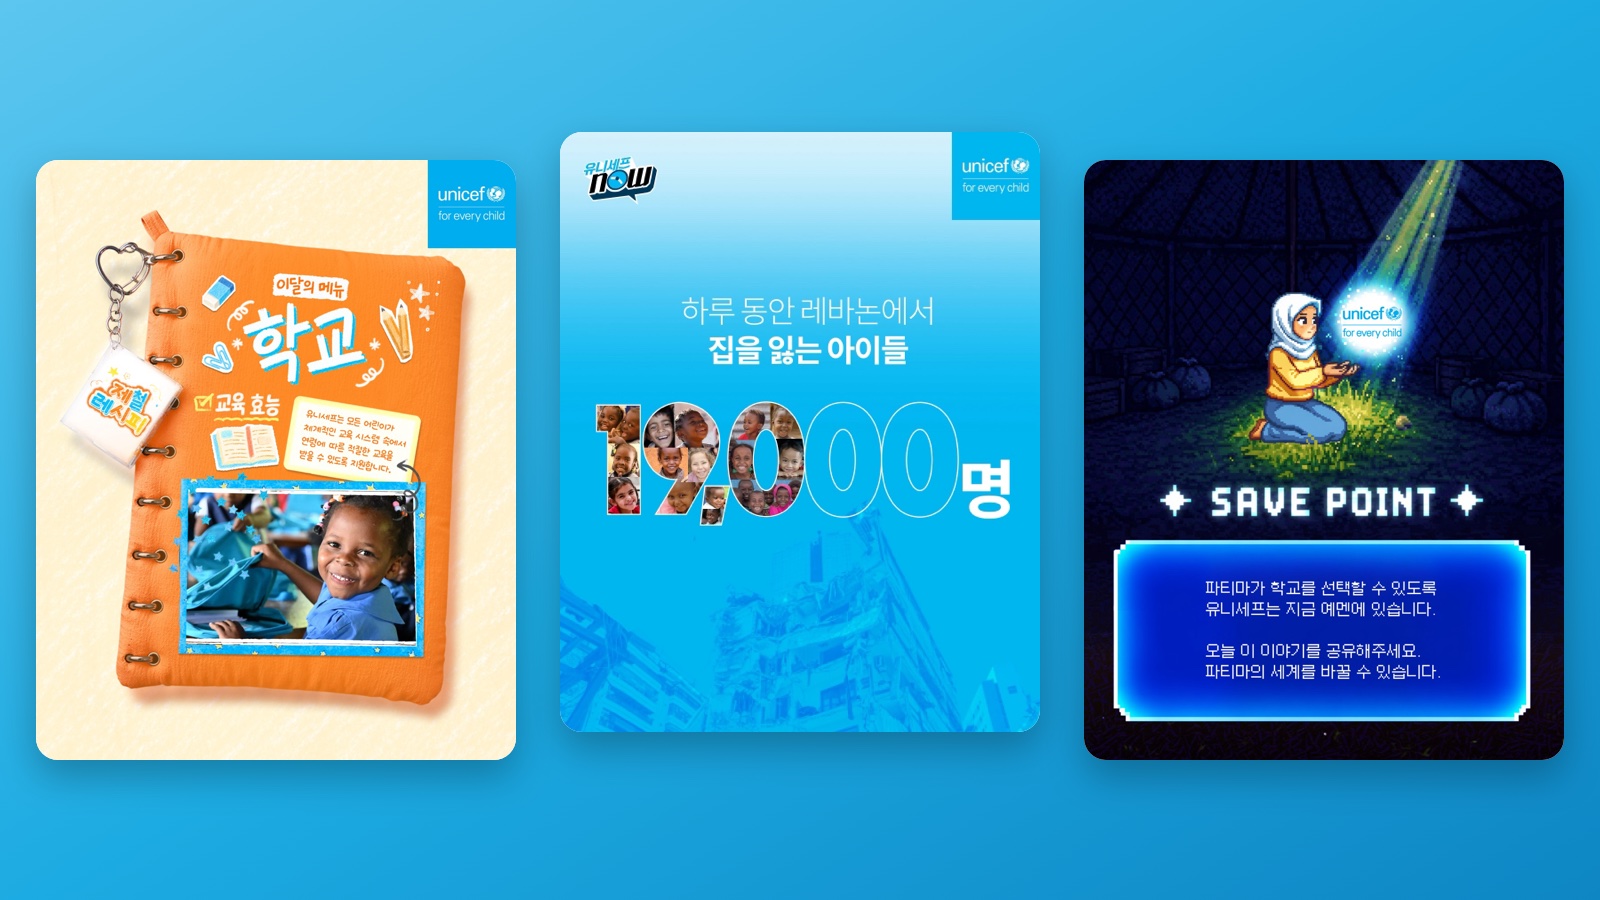 unicef
for every child
이달의 메뉴
학교
제철
레시피
교육 효능
유니세프는 모든 어린이가
체계적인 교육 시스템 속에서
연령에 따른 적절한 교육을
받을 수 있도록 지원합니다.
유니세프
now
unicef
for every child
하루 동안 레바논에서
집을 잃는 아이들
19,000명
unicef
for every child
SAVE POINT
파티마가 학교를 선택할 수 있도록
유니세프는 지금 예멘에 있습니다.
오늘 이 이야기를 공유해주세요.
파티마의 세계를 바꿀 수 있습니다.